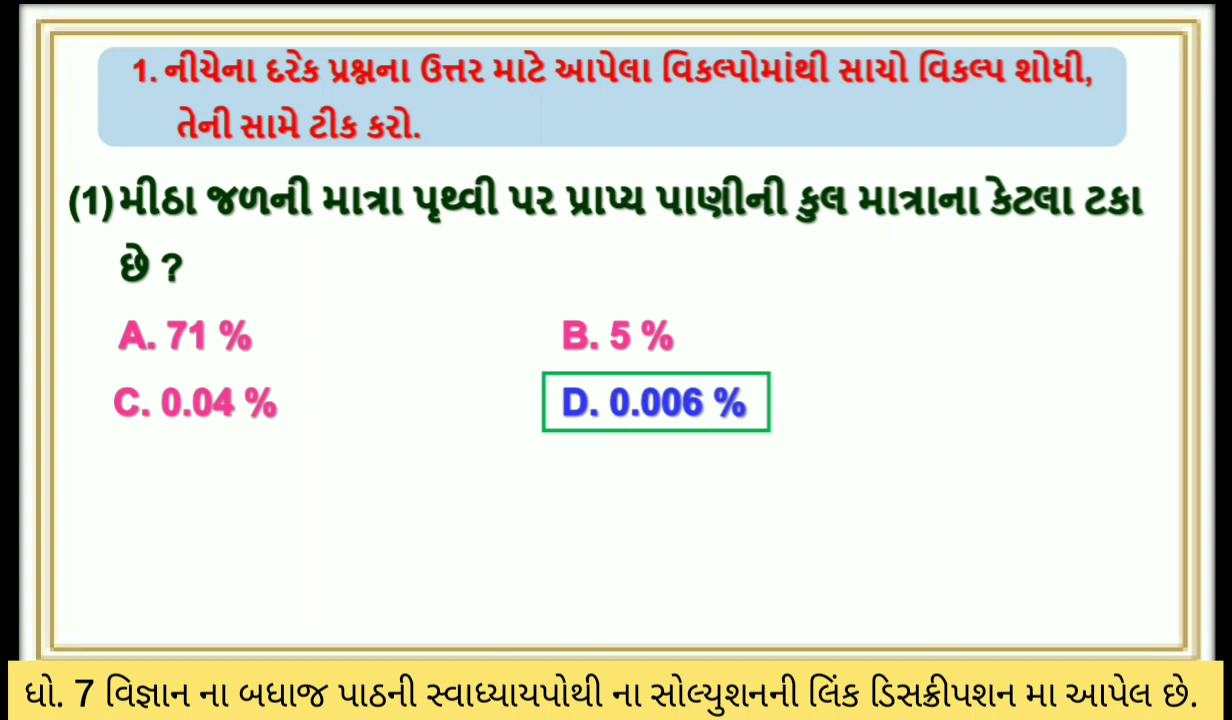 1. નીચેના દરેક પ્રશ્નના ઉત્તર માટે આપેલા વિકલ્પોમાંથી સાચો વિકલ્પ શોધી,
તેની સામે ટીક કરો.
(1) મીઠા જળની માત્રા પૃથ્વી પર પ્રાપ્ય પાણીની કુલ માત્રાના કેટલા ટકા
છે ?
A. 71 % B. 5 %
C. 0.04 % D. 0.006 %
ધો. 7 વિજ્ઞાન ના બધાજ પાઠની સ્વાધ્યાયપોથી ના સોલ્યુશનની લિંક ડિસક્રીપશન મા આપેલ છે.